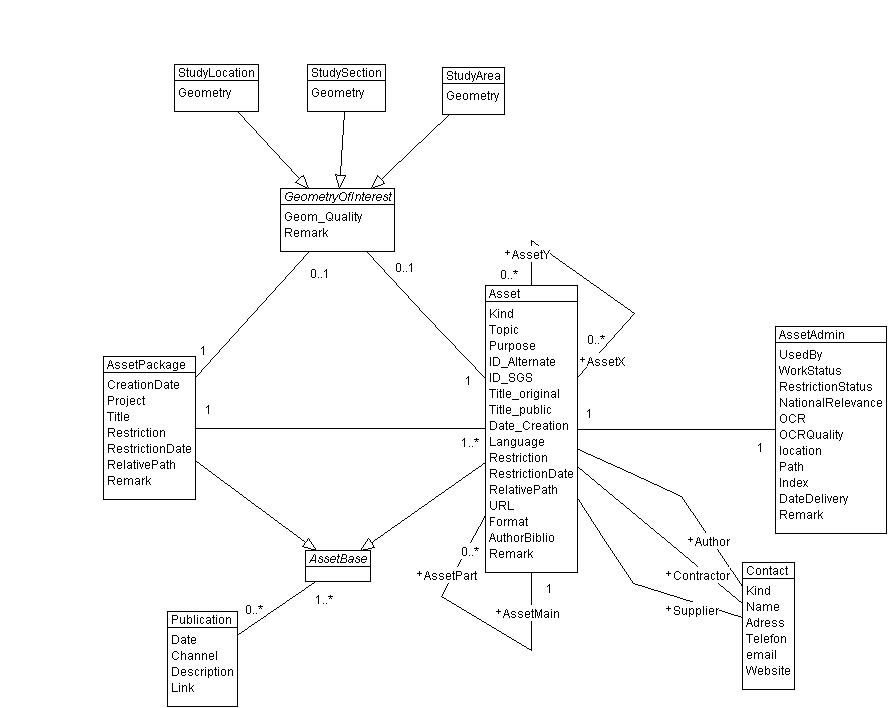 StudyLocation
Geometry
StudySection
Geometry
StudyArea
Geometry
GeometryOfInterest
Geom_Quality
Remark
0..1
0..1
+AssetY
0..*
0..*
+AssetX
1
1
1
1..*
1
1
AssetPackage
CreationDate
Project
Title
Restriction
RestrictionDate
RelativePath
Remark
Asset
Kind
Topic
Purpose
ID_Alternate
ID_SGS
Title_original
Title_public
Date_Creation
Language
Restriction
RestrictionDate
RelativePath
URL
Format
AuthorBiblio
Remark
AssetAdmin
UsedBy
WorkStatus
RestrictionStatus
NationalRelevance
OCR
OCRQuality
location
Path
Index
DateDelivery
Remark
+Author
+Contractor
+Supplier
0..*
+AssetPart
1
+AssetMain
AssetBase
0..*
1..*
Publication
Date
Channel
Description
Link
Contact
Kind
Name
Adress
Telefon
email
Website